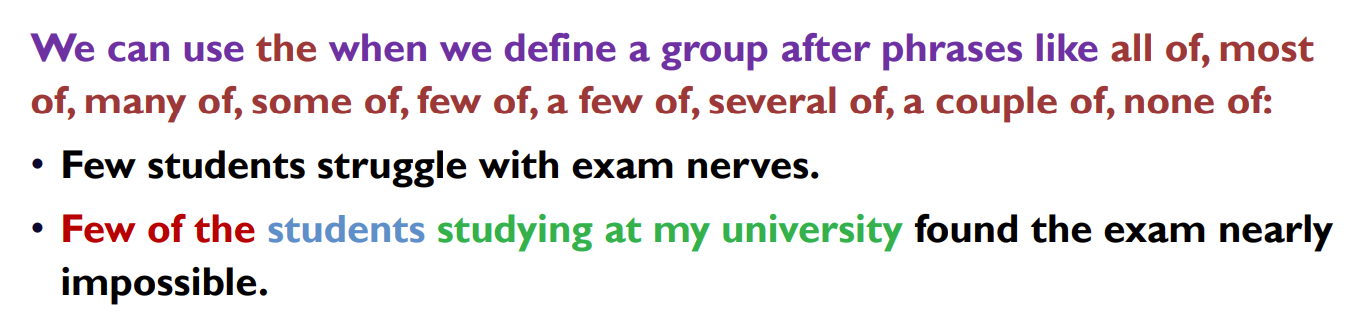 We can use the when we define a group after phrases like all of, most
of, many of, some of, few of, a few of, several of, a couple of, none of:
• Few students struggle with exam nerves.
• Few of the students studying at my university found the exam nearly
impossible.